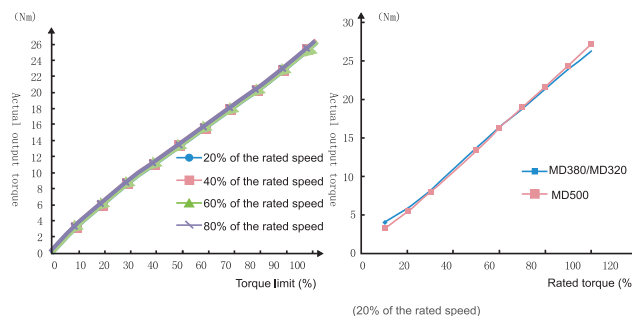 (Nm)
Actual output torque
26
24
22
20
18
16
14
12
10
8
6
4
2
0
0 10 20 30 40 50 60 70 80 90 100
Torque limit (%)
20% of the rated speed
40% of the rated speed
60% of the rated speed
80% of the rated speed
(Nm)
Actual output torque
30
25
20
15
10
5
0
0 20 40 60 80 100 120
Rated torque (%
MD380/MD320
MD500
(20% of the rated speed)